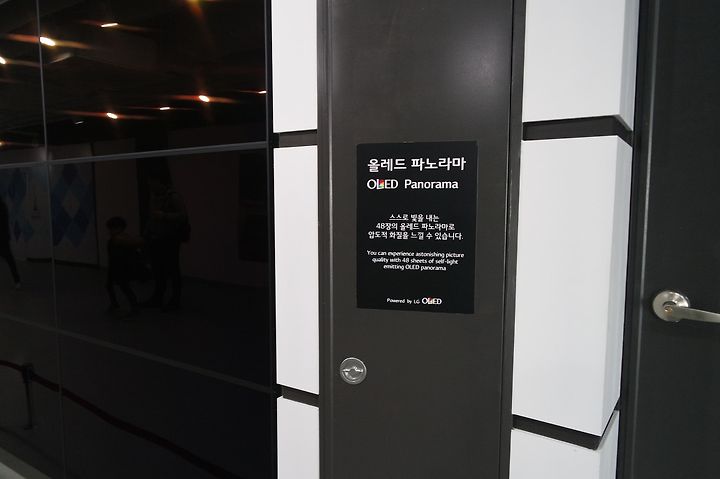 올레드 파노라마
OLED Panorama
스스로 빛을 내는
48장의 올레드 파노라마로
압도적 화질을 느낄 수 있습니다.
You can experience astonishing picture
quality with 48 sheets of self-light
emitting OLED panorama
Powered by LG OLED